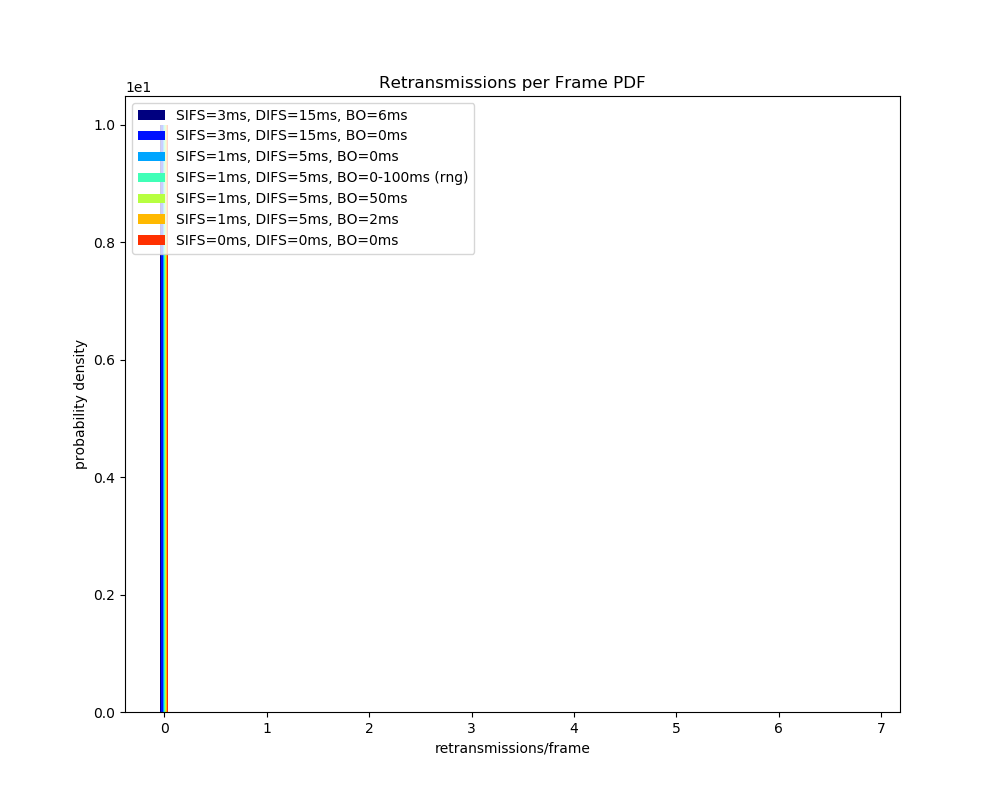 Retransmissions per Frame PDF
1e1
SIFS=3ms, DIFS=15ms, BO=6ms
SIFS=3ms, DIFS=15ms, BO=0ms
SIFS=1ms, DIFS=5ms, BO=0ms
SIFS=1ms, DIFS=5ms, BO=0-100ms (rng)
SIFS=1ms, DIFS=5ms, BO=50ms
SIFS=1ms, DIFS=5ms, BO=2ms
SIFS=0ms, DIFS=0ms, BO=0ms
1.0
0.8
0.6
0.4
0.2
0.0
probability density
0 1 2 3 4 5 6 7
retransmissions/frame